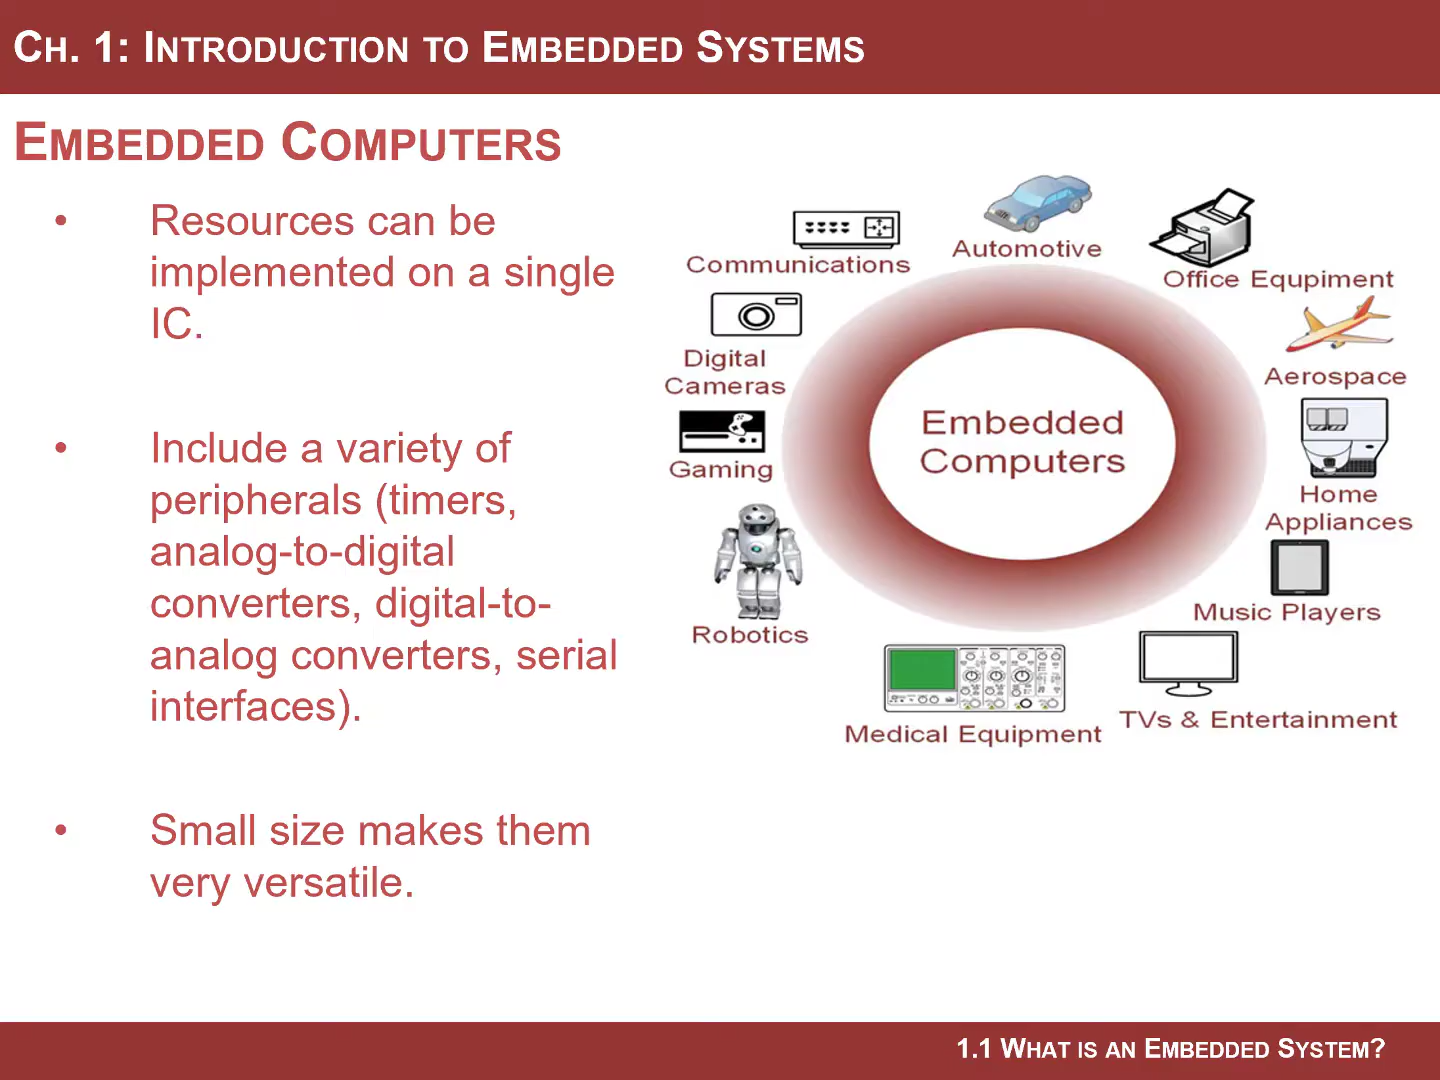 CH. 1: INTRODUCTION TO EMBEDDED SYSTEMS
EMBEDDED COMPUTERS
• Resources can be
implemented on a single
IC.
• Include a variety of
peripherals (timers,
analog-to-digital
converters, digital-to-
analog converters, serial
interfaces).
• Small size makes them
very versatile.
Automotive
Communications
Office Equpiment
Digital
Cameras
Aerospace
Embedded
Computers
Gaming
Home
Appliances
Music Players
Robotics
TVs & Entertainment
Medical Equipment
1.1 WHAT IS AN EMBEDDED SYSTEM?